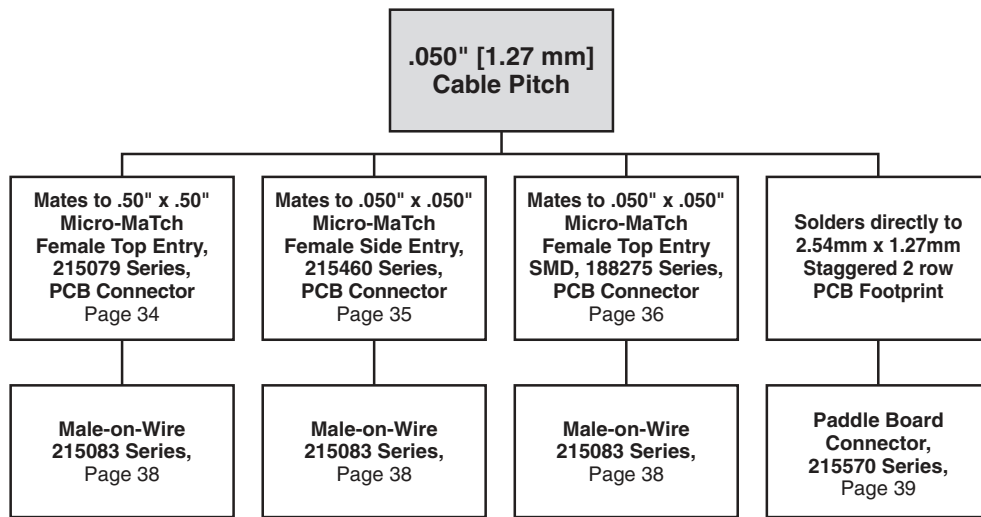 .050" [1.27 mm]
Cable Pitch
Mates to .50" x .50"
Micro-MaTch
Female Top Entry,
215079 Series,
PCB Connector
Page 34
Mates to .050" x .050"
Micro-MaTch
Female Side Entry,
215460 Series,
PCB Connector
Page 35
Mates to .050" x .050"
Micro-MaTch
Female Top Entry
SMD, 188275 Series,
PCB Connector
Page 36
Solders directly to
2.54mm x 1.27mm
Staggered 2 row
PCB Footprint
Male-on-Wire
215083 Series,
Page 38
Male-on-Wire
215083 Series,
Page 38
Male-on-Wire
215083 Series,
Page 38
Paddle Board
Connector,
215570 Series,
Page 39